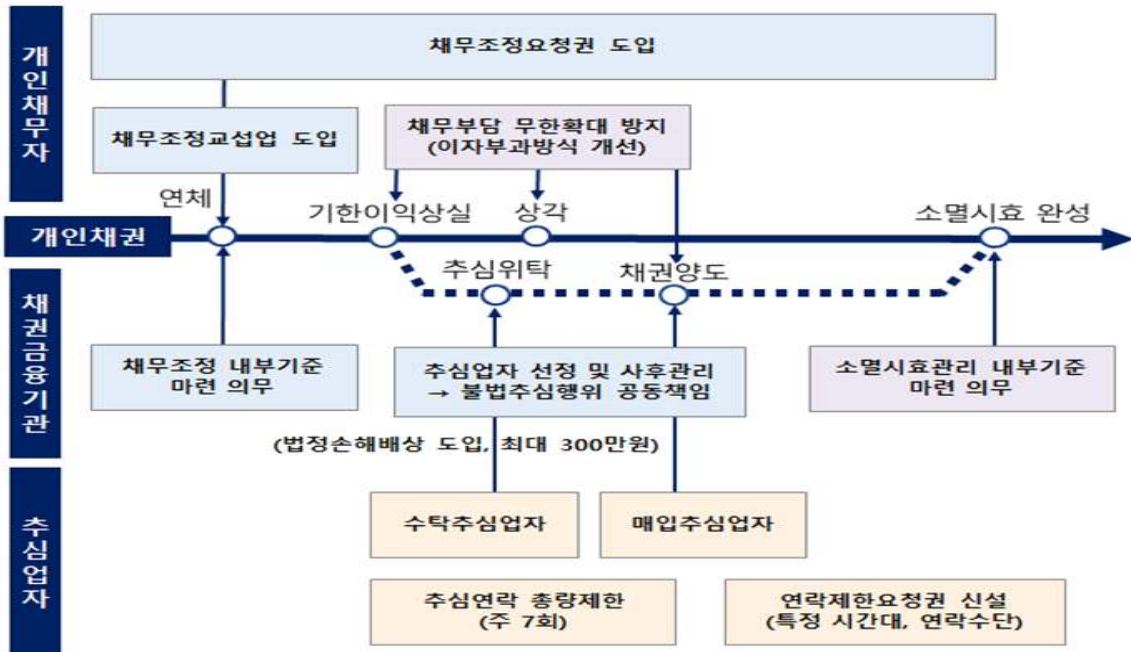 개인채무자
채무조정요청권 도입
채무조정교섭업 도입
채무부담 무한확대 방지
(이자부과방식 개선)
연체
기한이익상실
상각
소멸시효 완성
개인채권
추심위탁
채권양도
채권금융기관
채무조정 내부기준
마련 의무
추심업자 선정 및 사후관리
→ 불법추심행위 공동책임
소멸시효관리 내부기준
마련 의무
(법정손해배상 도입, 최대 300만원)
추심업자
수탁추심업자
매입추심업자
추심연락 총량제한
(주 7회)
연락제한요청권 신설
(특정 시간대, 연락수단)